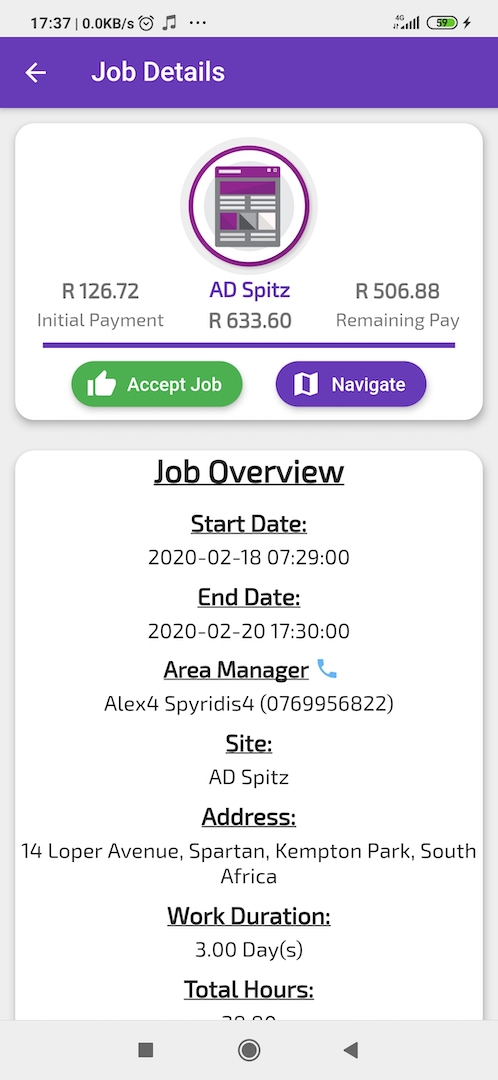 17:37 | 0.0KB/s
4G
59
Job Details
R 126.72
AD Spitz
R 506.88
Initial Payment
R 633.60
Remaining Pay
Accept Job
Navigate
Job Overview
Start Date:
2020-02-18 07:29:00
End Date:
2020-02-20 17:30:00
Area Manager
Alex4 Spyridis4 (0769956822)
Site:
AD Spitz
Address:
14 Loper Avenue, Spartan, Kempton Park, South
Africa
Work Duration:
3.00 Day(s)
Total Hours: